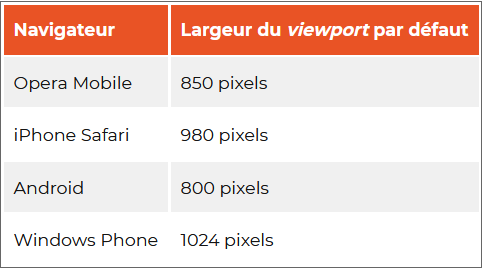 Navigateur Largeur du viewport par défaut
Opera Mobile 850 pixels
iPhone Safari 980 pixels
Android 800 pixels
Windows Phone 1024 pixels